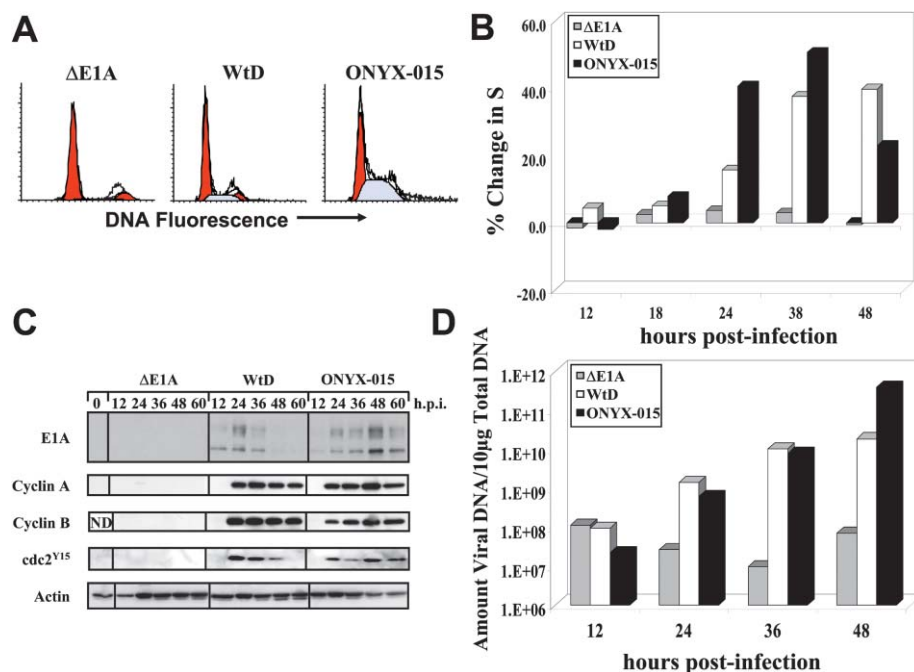 A
ΔE1A WtD ONYX-015
DNA Fluorescence
B
ΔE1A
WtD
ONYX-015
% Change in S
60.0
40.0
20.0
0.0
-20.0
12 18 24 38 48
hours post-infection
C
ΔE1A WtD ONYX-015
0 12 24 36 48 60 12 24 36 48 60 12 24 36 48 60 h.p.i.
E1A
Cyclin A
Cyclin B ND
cdc2Y15
Actin
D
ΔE1A
WtD
ONYX-015
Amount Viral DNA/10µg Total DNA
1.E+12
1.E+11
1.E+10
1.E+09
1.E+08
1.E+07
1.E+06
12 24 36 48
hours post-infection